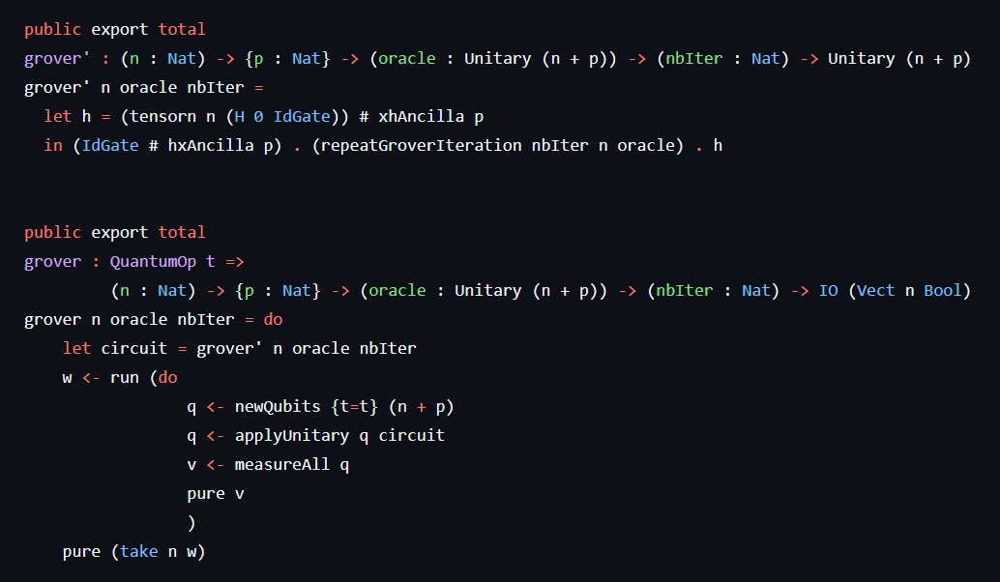 public export total
grover' : (n : Nat) -> {p : Nat} -> (oracle : Unitary (n + p)) -> (nbIter : Nat) -> Unitary (n + p)
grover' n oracle nbIter =
  let h = (tensorn n (H 0 IdGate)) # xhAncilla p
  in (IdGate # hxAncilla p) . (repeatGroverIteration nbIter n oracle) . h
public export total
grover : QuantumOp t =>
         (n : Nat) -> {p : Nat} -> (oracle : Unitary (n + p)) -> (nbIter : Nat) -> IO (Vect n Bool)
grover n oracle nbIter = do
    let circuit = grover' n oracle nbIter
    w <- run (do
                 q <- newQubits {t=t} (n + p)
                 q <- applyUnitary q circuit
                 v <- measureAll q
                 pure v
                 )
    pure (take n w)